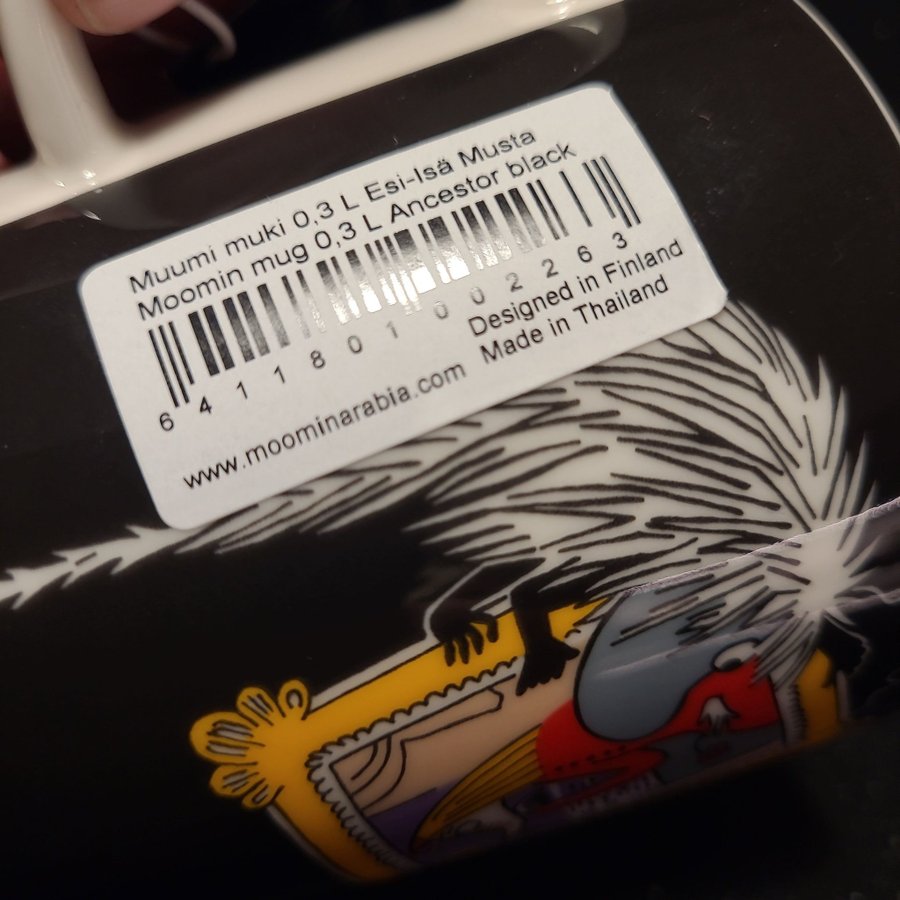 Muumi muki 0,3 L Esi-Isä Musta
Moomin mug 0,3 L Ancestor black
6 411801 002263
www.moominarabia.com
Designed in Finland
Made in Thailand